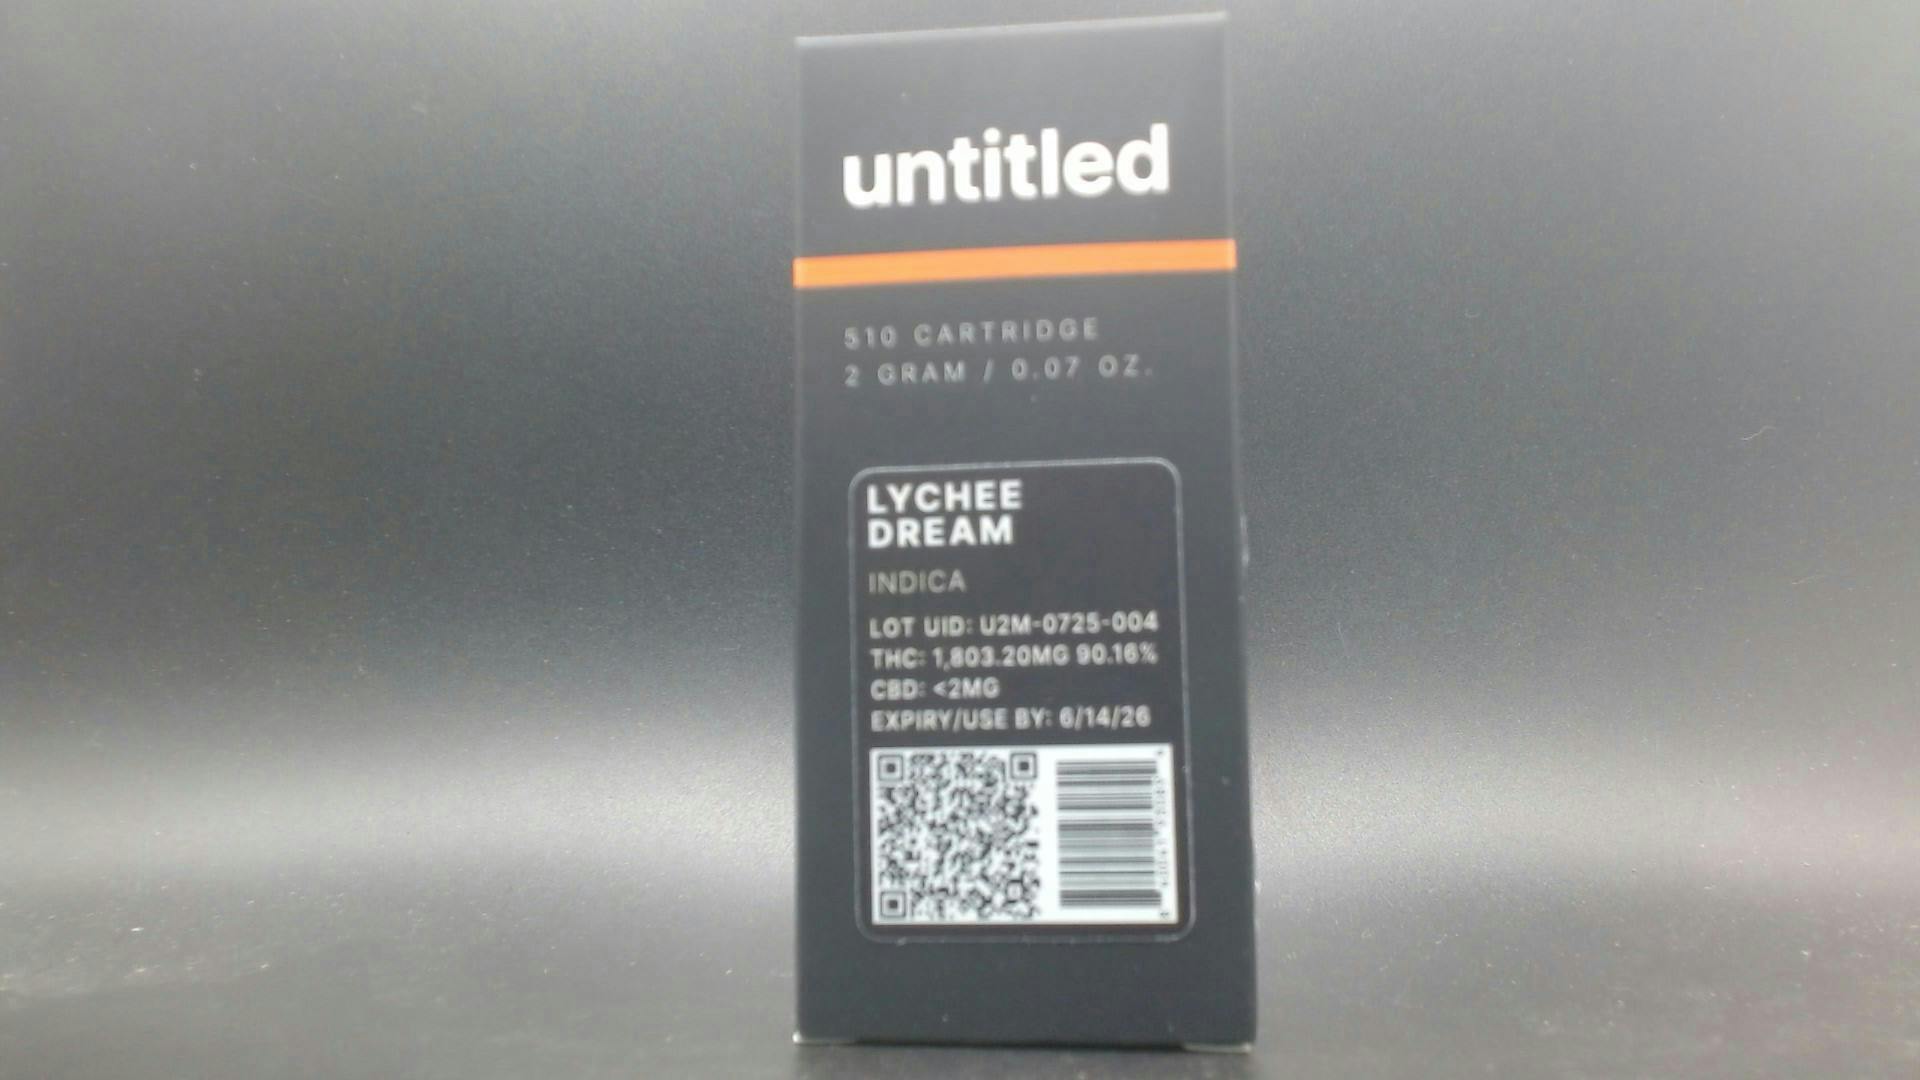 untitled
510 CARTRIDGE
2 GRAM / 0.07 OZ.
LYCHEE
DREAM
INDICA
LOT UID: U2M-0725-004
THC: 1,803.20MG 90.16%
CBD: <2MG
EXPIRY/USE BY: 6/14/26